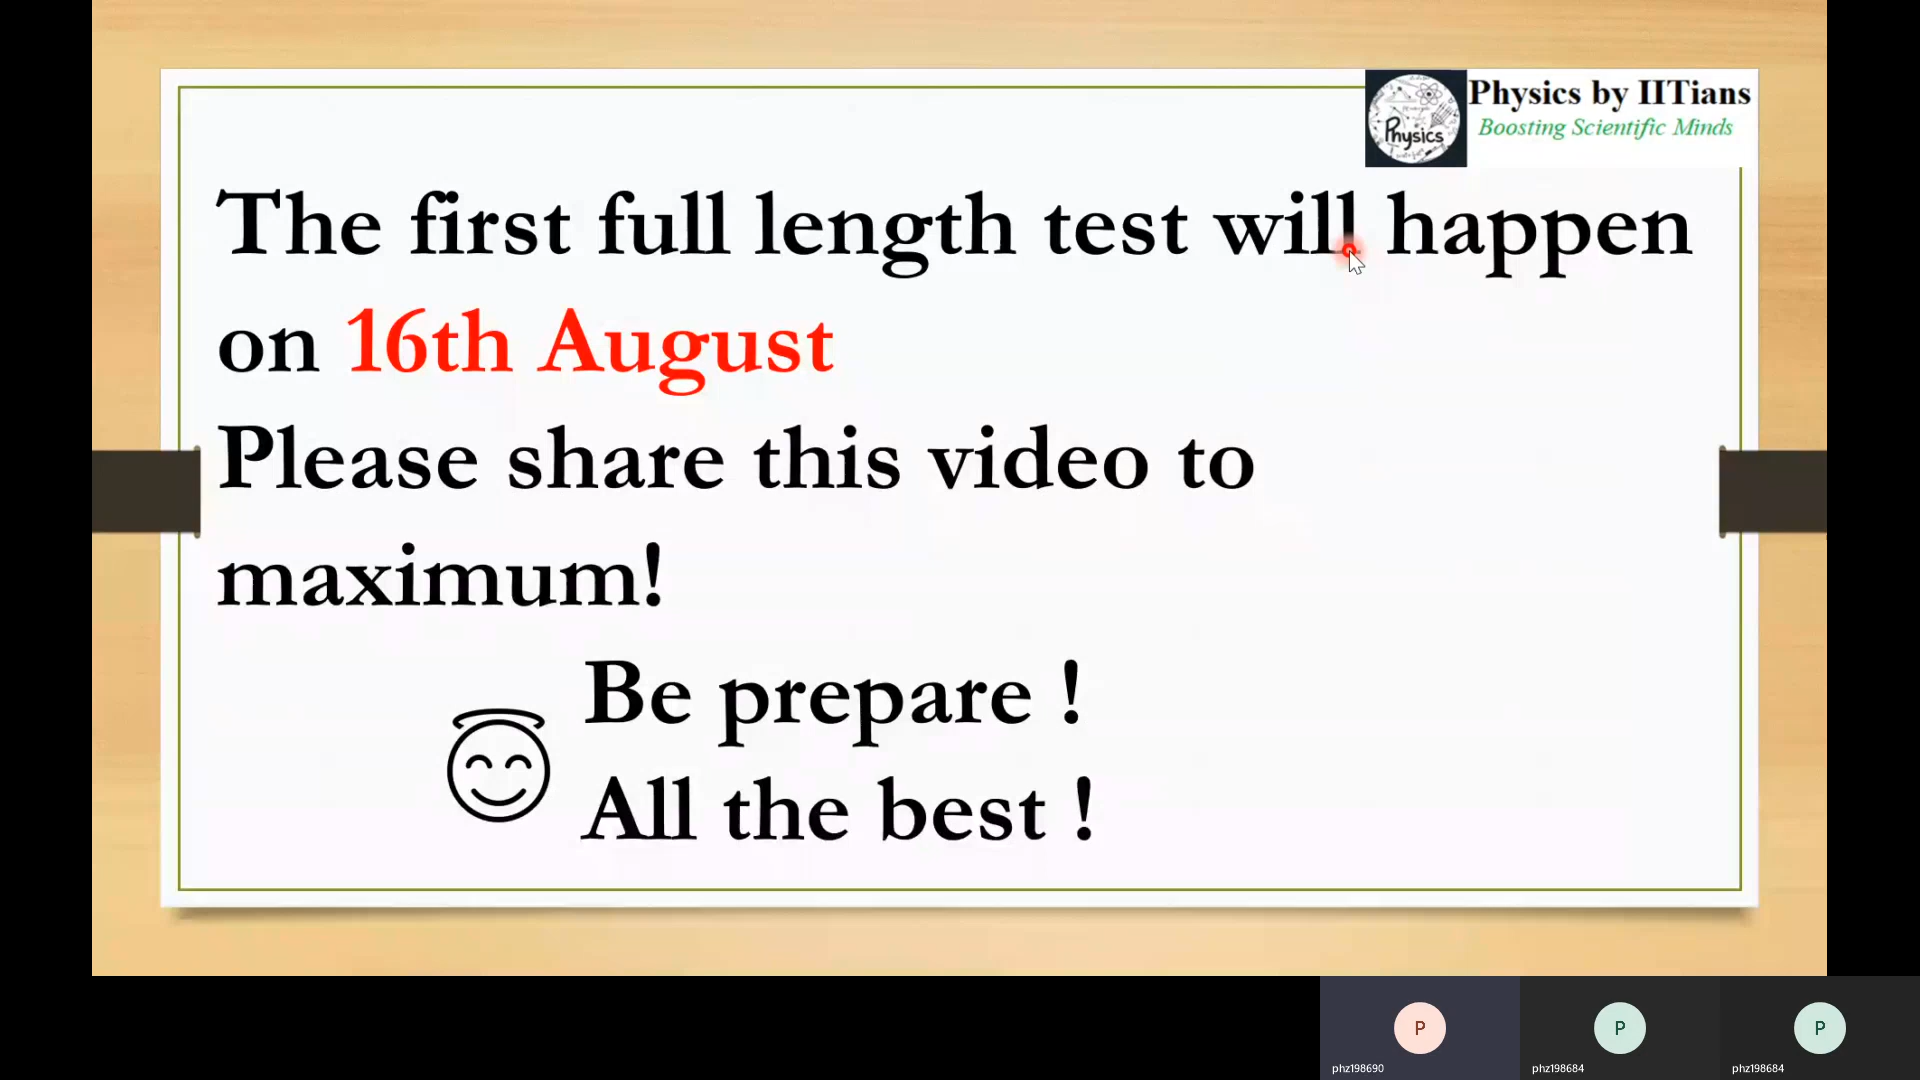 Physics by IITians
Boosting Scientific Minds
Physics
The first full length test will happen
on 16th August
Please share this video to
maximum!
Be prepare !
All the best !
P
P
P
phz198690
phz198684
phz198684